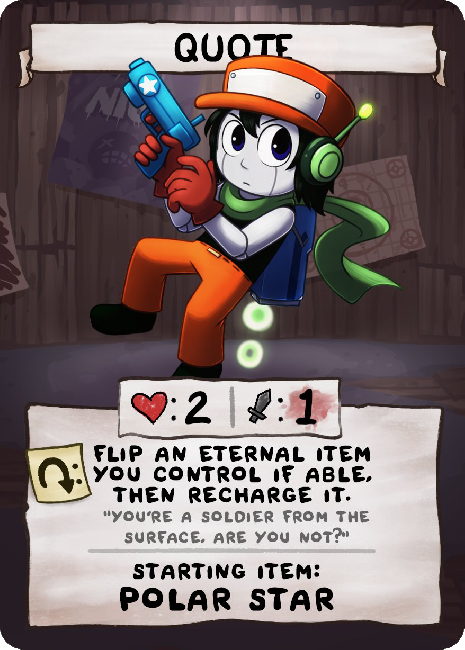 QUOTE
♥: 2 | 🗡: 1
FLIP AN ETERNAL ITEM
YOU CONTROL IF ABLE,
THEN RECHARGE IT.
"YOU'RE A SOLDIER FROM THE
SURFACE, ARE YOU NOT?"
STARTING ITEM:
POLAR STAR